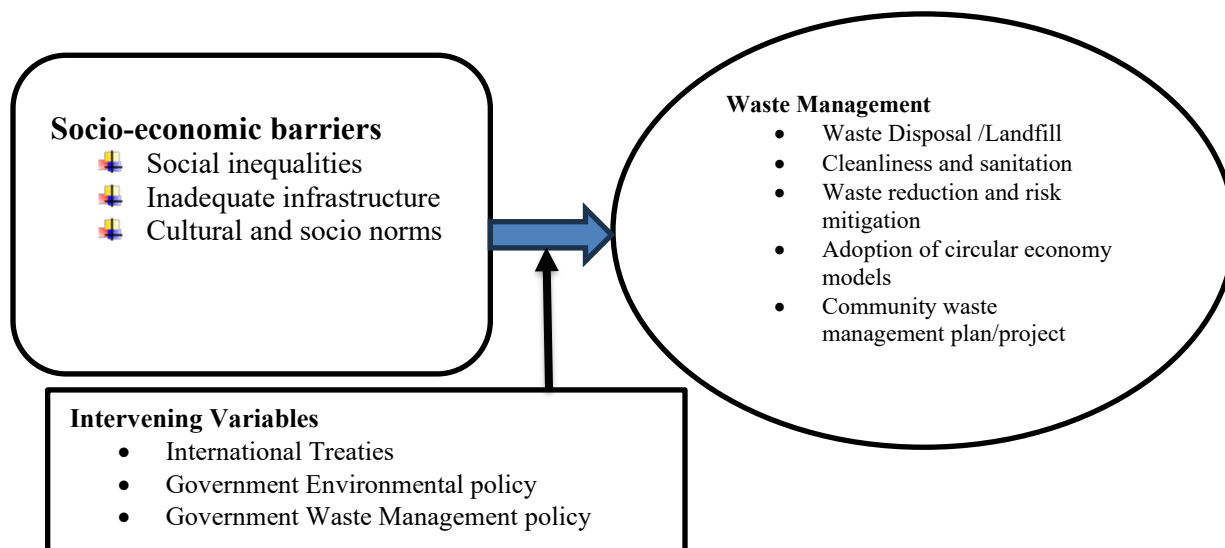 Socio-economic barriers
Social inequalities
Inadequate infrastructure
Cultural and socio norms
Waste Management
Waste Disposal /Landfill
Cleanliness and sanitation
Waste reduction and risk
mitigation
Adoption of circular economy
models
Community waste
management plan/project
Intervening Variables
International Treaties
Government Environmental policy
Government Waste Management policy